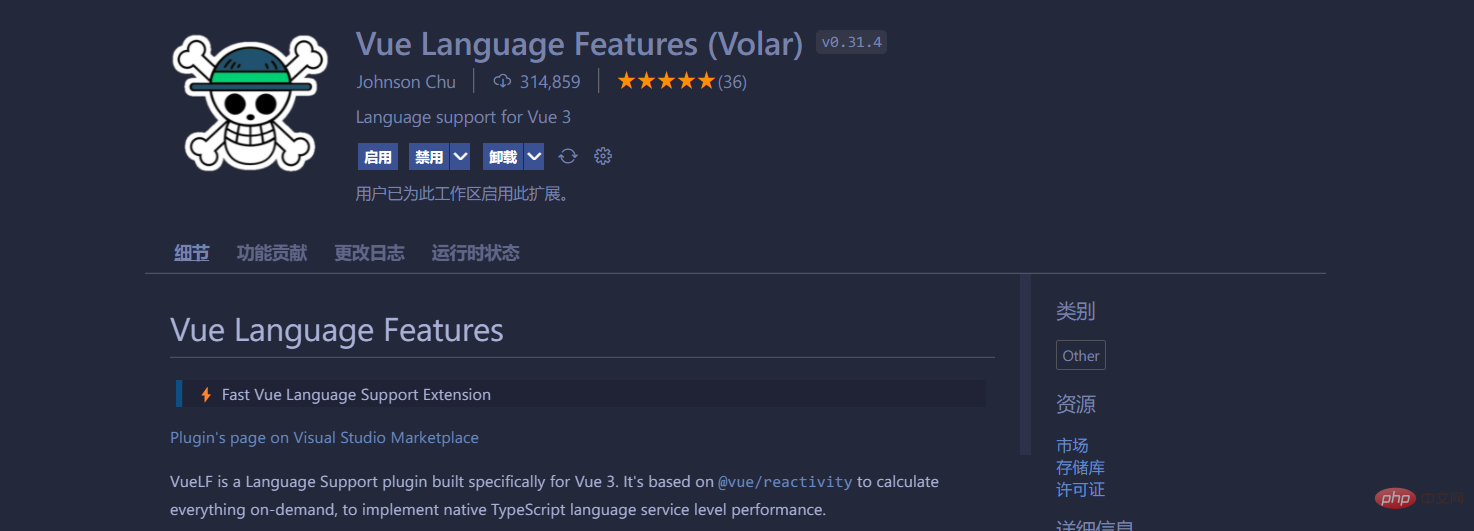 Vue Language Features (Volar) v0.31.4
Johnson Chu 314,859 (36)
Language support for Vue 3
启用 禁用 卸载
用户已为此工作区启用此扩展。
细节 功能贡献 更改日志 运行时状态
Vue Language Features
Fast Vue Language Support Extension
Plugin's page on Visual Studio Marketplace
VueLF is a Language Support plugin built specifically for Vue 3. It's based on @vue/reactivity to calculate
everything on-demand, to implement native TypeScript language service level performance.
类别
Other
资源
市场
存储库
许可证
详细信息
php 中文网